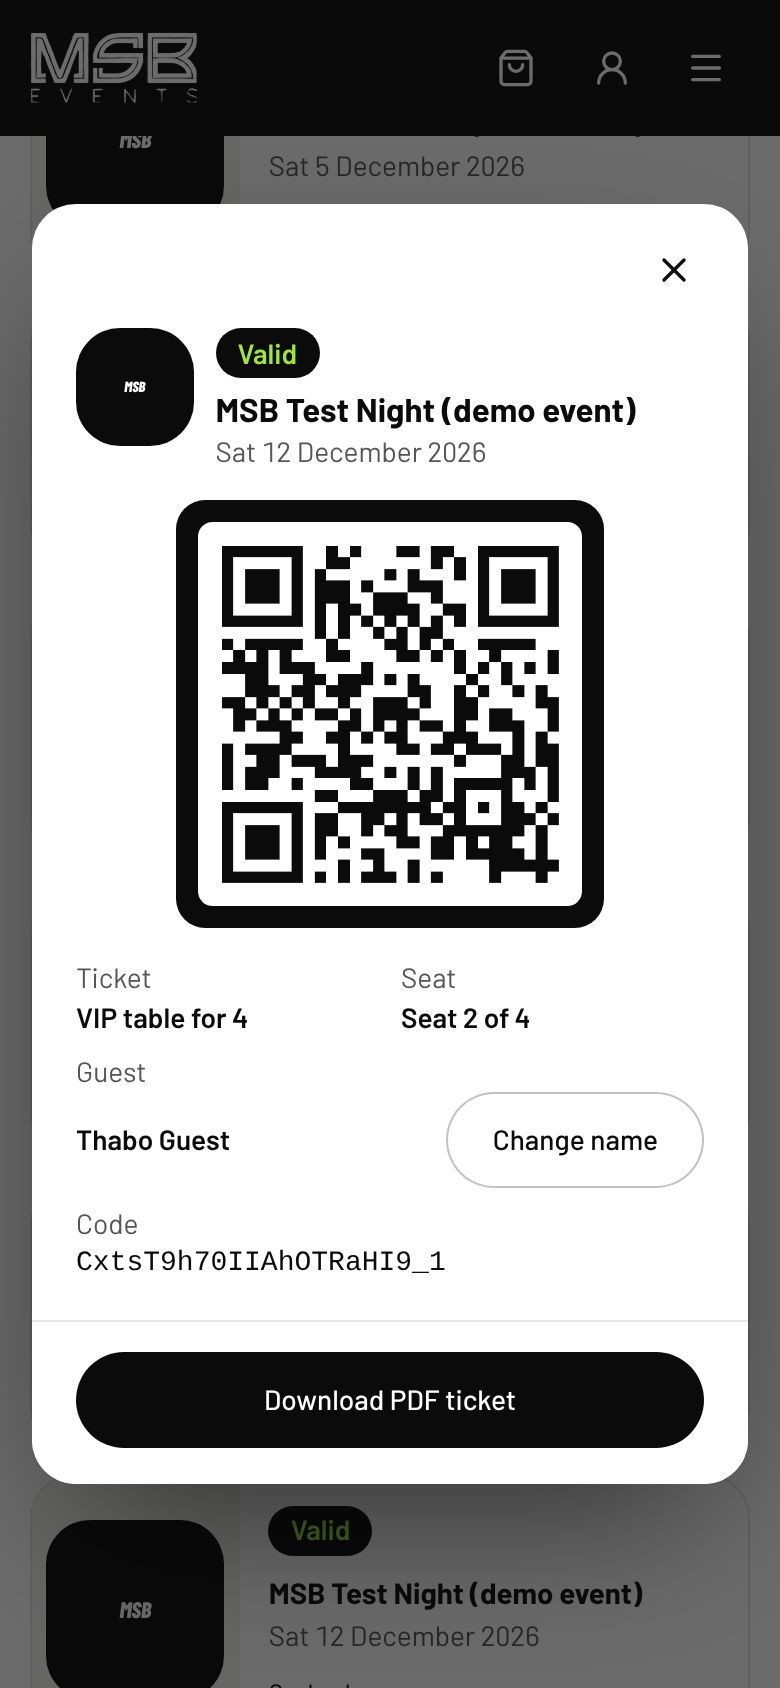 MSB
EVENTS
MSB
Sat 5 December 2026
Valid
MSB
MSB Test Night (demo event)
Sat 12 December 2026
Ticket
Seat
VIP table for 4
Seat 2 of 4
Guest
Thabo Guest
Change name
Code
CxtsT9h70IIAhOTRaHI9_1
Download PDF ticket
Valid
MSB Test Night (demo event)
MSB
Sat 12 December 2026